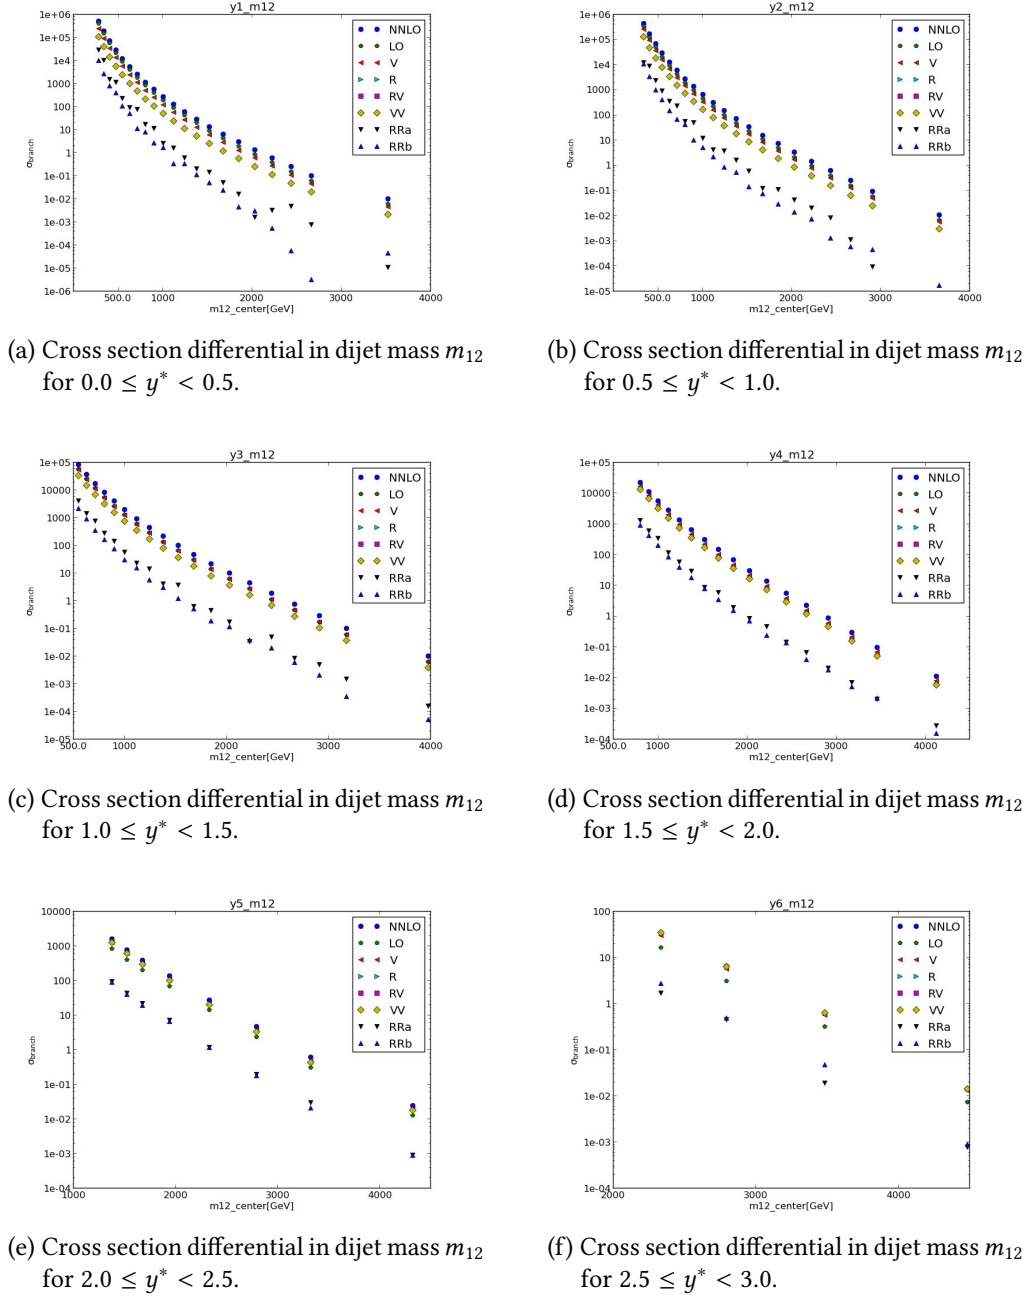 y1_m12
1e+06
1e+05
1e+04
1000
100
10
1
1e-01
1e-02
1e-03
1e-04
1e-05
1e-06
σbranch
500.0 1000 2000 3000 4000
m12_center[GeV]
NNLO
LO
V
R
RV
VV
RRa
RRb
(a) Cross section differential in dijet mass m12
for 0.0 ≤ y* < 0.5.
y2_m12
1e+06
1e+05
1e+04
1000
100
10
1
1e-01
1e-02
1e-03
1e-04
1e-05
σbranch
500.0 1000 2000 3000 4000
m12_center[GeV]
NNLO
LO
V
R
RV
VV
RRa
RRb
(b) Cross section differential in dijet mass m12
for 0.5 ≤ y* < 1.0.
y3_m12
1e+05
10000
1000
100
10
1
1e-01
1e-02
1e-03
1e-04
1e-05
σbranch
500.0 1000 2000 3000 4000
m12_center[GeV]
NNLO
LO
V
R
RV
VV
RRa
RRb
(c) Cross section differential in dijet mass m12
for 1.0 ≤ y* < 1.5.
y4_m12
1e+05
10000
1000
100
10
1
1e-01
1e-02
1e-03
1e-04
σbranch
500.0 1000 2000 3000 4000
m12_center[GeV]
NNLO
LO
V
R
RV
VV
RRa
RRb
(d) Cross section differential in dijet mass m12
for 1.5 ≤ y* < 2.0.
y5_m12
10000
1000
100
10
1
1e-01
1e-02
1e-03
1e-04
σbranch
1000 2000 3000 4000
m12_center[GeV]
NNLO
LO
V
R
RV
VV
RRa
RRb
(e) Cross section differential in dijet mass m12
for 2.0 ≤ y* < 2.5.
y6_m12
100
10
1
1e-01
1e-02
1e-03
1e-04
σbranch
2000 3000 4000
m12_center[GeV]
NNLO
LO
V
R
RV
VV
RRa
RRb
(f) Cross section differential in dijet mass m12
for 2.5 ≤ y* < 3.0.